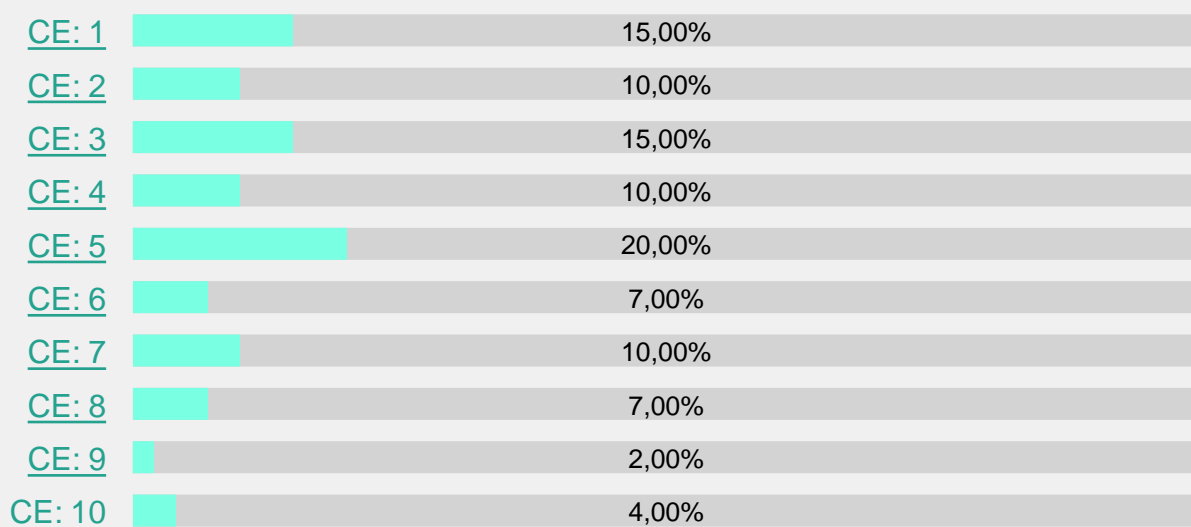 CE: 1 15,00%
CE: 2 10,00%
CE: 3 15,00%
CE: 4 10,00%
CE: 5 20,00%
CE: 6 7,00%
CE: 7 10,00%
CE: 8 7,00%
CE: 9 2,00%
CE: 10 4,00%